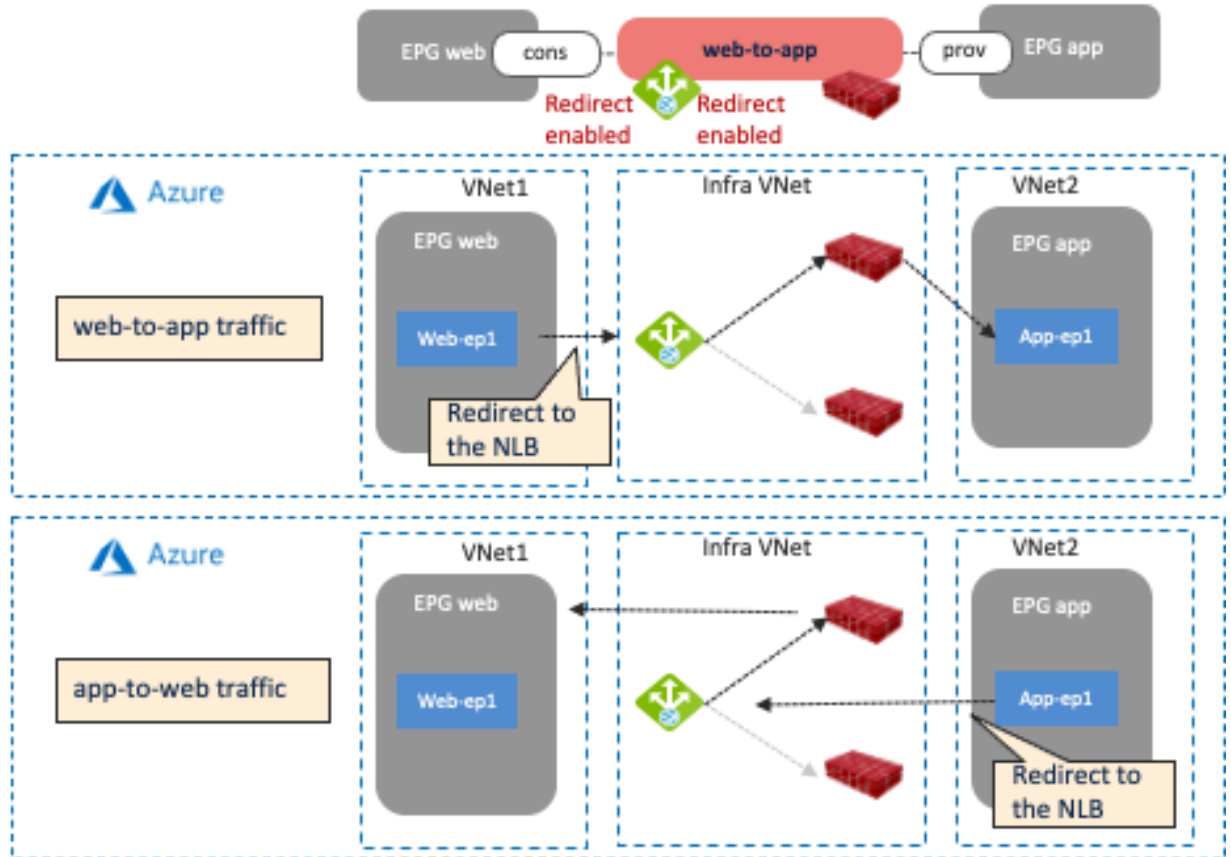 EPG web
cons
web-to-app
prov
EPG app
Redirect
enabled
Redirect
enabled
Azure
VNet1
Infra VNet
VNet2
EPG web
EPG app
web-to-app traffic
Web-ep1
App-ep1
Redirect to
the NLB
Azure
VNet1
Infra VNet
VNet2
EPG web
EPG app
app-to-web traffic
Web-ep1
App-ep1
Redirect to
the NLB